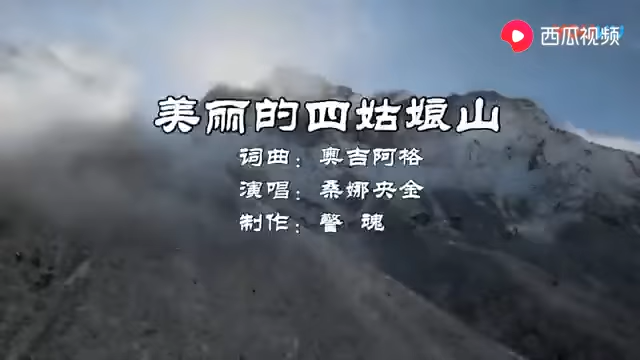 西瓜视频
美丽的四姑娘山
词曲：奥吉阿格
演唱：桑娜央金
制作：警 魂